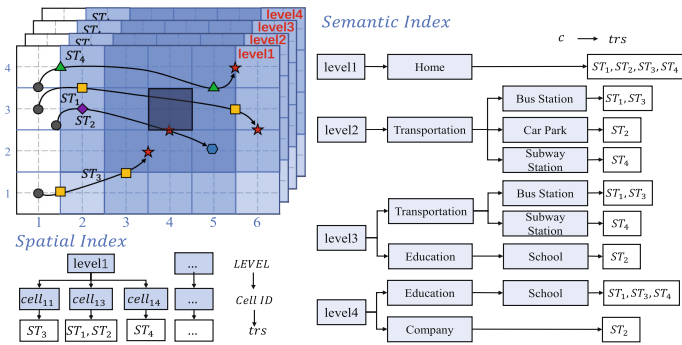 level4
ST.
level3
level2
level1
ST4
4
ST1
3
ST2
2
ST3
1
1 2 3 4 5 6
Spatial Index
level1 ... LEVEL
cell11 cell13 cell14 ... Cell ID
ST3 ST1, ST2 ST4 ... trs
Semantic Index
c trs
level1 Home ST1, ST2, ST3, ST4
Bus Station ST1, ST3
level2 Transportation Car Park ST2
Subway
Station ST4
Bus Station ST1, ST3
Transportation
Subway
Station ST4
level3
Education School ST2
Education School ST1, ST3, ST4
level4
Company ST2